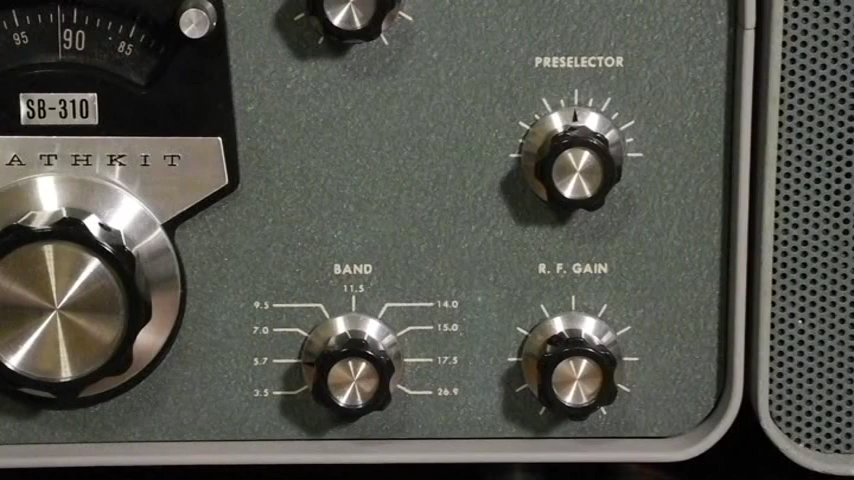 95 90 85
SB-310
ATHKIT
PRESELECTOR
BAND
11.5
9.5 14.0
7.0 15.0
5.7 17.5
3.5 26.9
R. F. GAIN